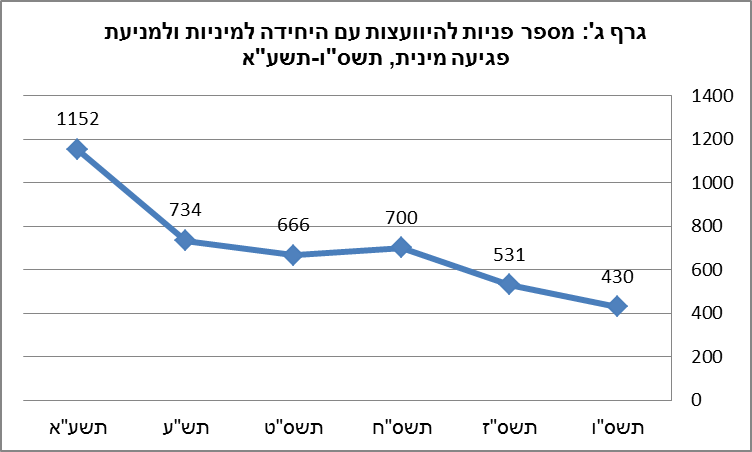 גרף ג': מספר פניות להיוועצות עם היחידה למיניות ולמניעת
פגיעה מינית, תשס"ו-תשע"א
1400
1200
1000
800
600
400
200
0
430
531
700
666
734
1152
תשס"ו
תשס"ז
תשס"ח
תשס"ט
תש"ע
תשע"א